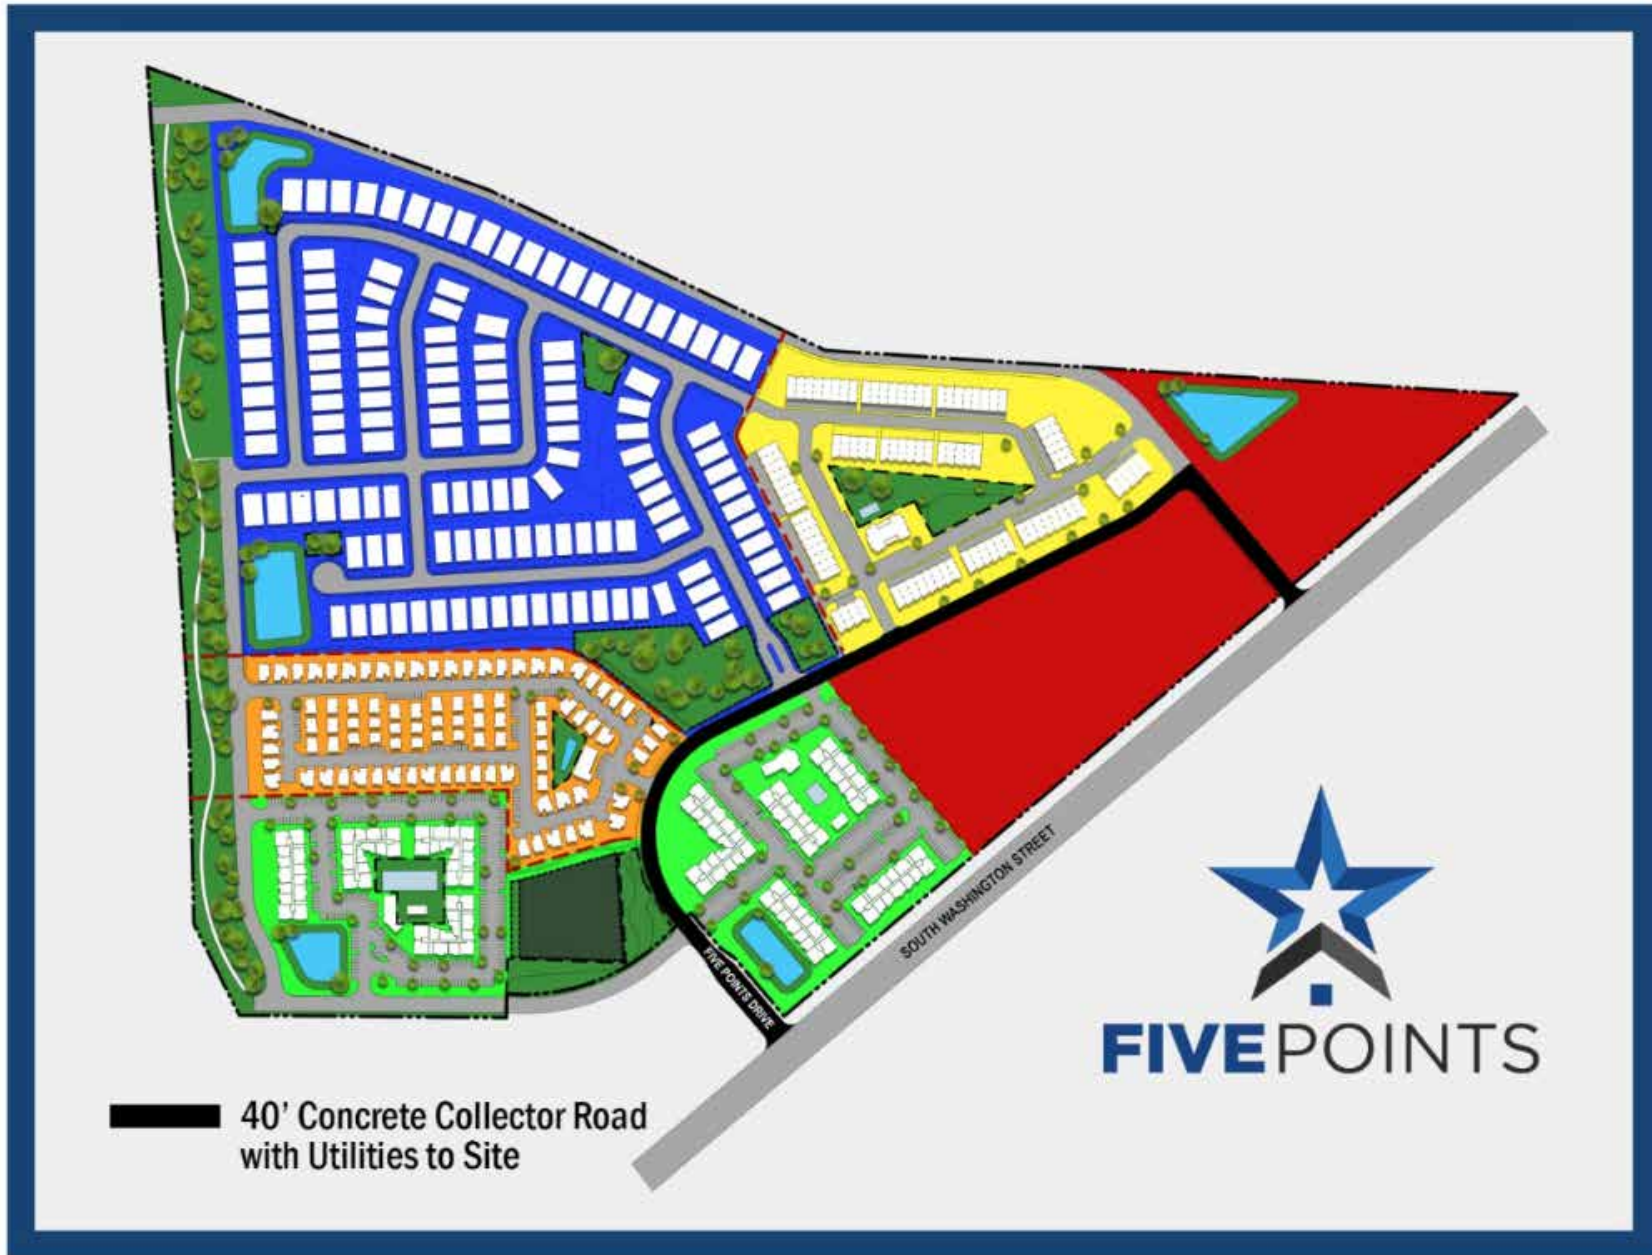 SOUTH WASHINGTON STREET
FIVE POINTS DRIVE
FIVEPOINTS
40' Concrete Collector Road
with Utilities to Site